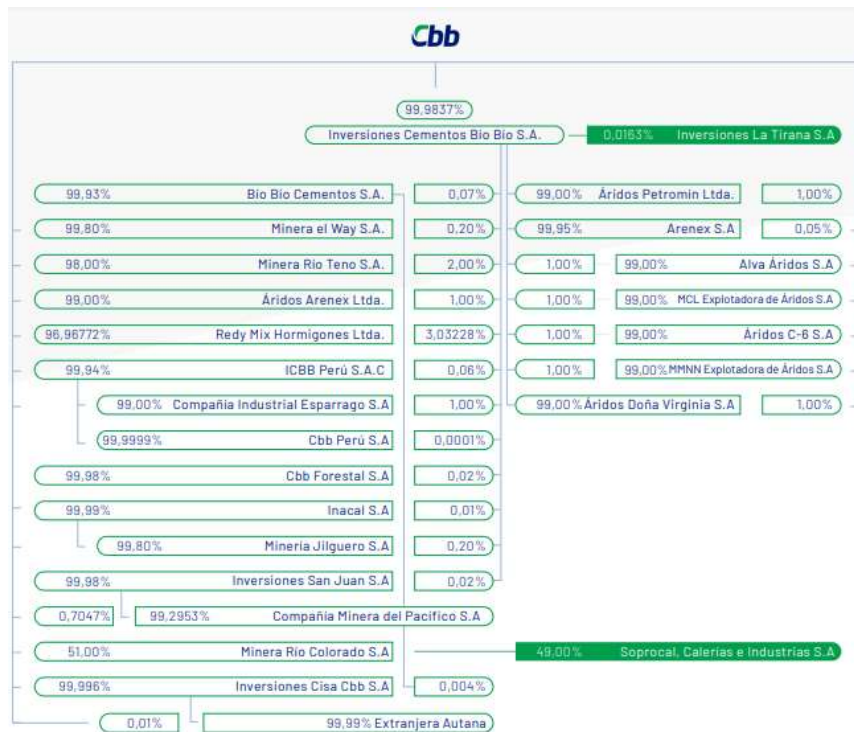 Cbb
99,9837%
Inversiones Cementos Bio Bio S.A. 0,0163% Inversiones La Tirana S.A
99,93% Bio Bio Cementos S.A. 0,07% 99,00% Áridos Petromin Ltda. 1,00%
99,80% Minera el Way S.A. 0,20% 99,95% Arenex S.A 0,05%
98,00% Minera Rio Teno S.A. 2,00% 1,00% 99,00% Alva Áridos S.A
99,00% Áridos Arenex Ltda. 1,00% 1,00% 99,00% MCL Explotadora de Áridos S.A
96,96772% Redy Mix Hormigones Ltda. 3,03228% 1,00% 99,00% Áridos C-6 S.A
99,94% ICBB Perú S.A.C 0,06% 1,00% 99,00% MMNN Explotadora de Áridos S.A
99,00% Compañia Industrial Esparrago S.A 1,00% 99,00% Áridos Doña Virginia S.A 1,00%
99,9999% Cbb Perú S.A 0,0001%
99,98% Cbb Forestal S.A 0,02%
99,99% Inacal S.A 0,01%
99,80% Mineria Jilguero S.A 0,20%
99,98% Inversiones San Juan S.A 0,02%
0,7047% 99,2953% Compañia Minera del Pacífico S.A
51,00% Minera Río Colorado S.A 49,00% Soprocal, Calerías e Industrias S.A
99,996% Inversiones Cisa Cbb S.A 0,004%
0,01% 99,99% Extranjera Autana